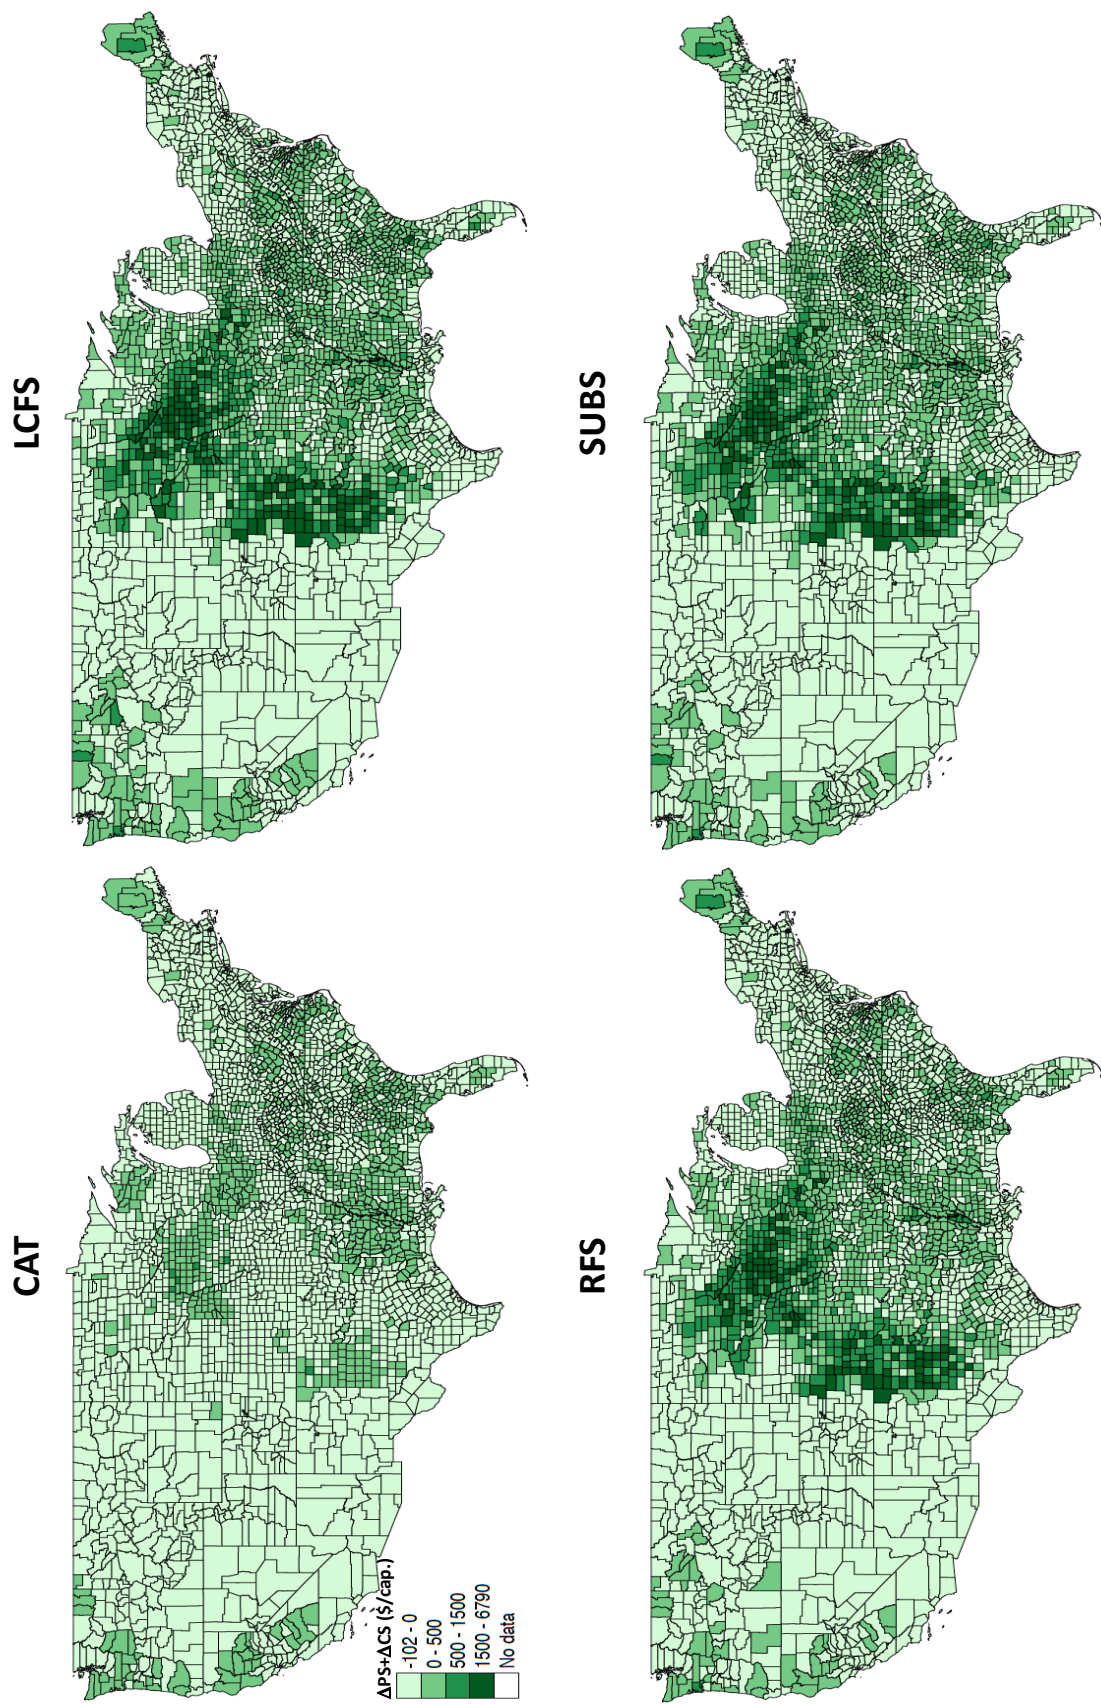 CAT
LCFS
ΔPS+ΔCS ($/cap.)
-102 - 0
0 - 500
500 - 1500
1500 - 6790
No data
RFS
SUBS